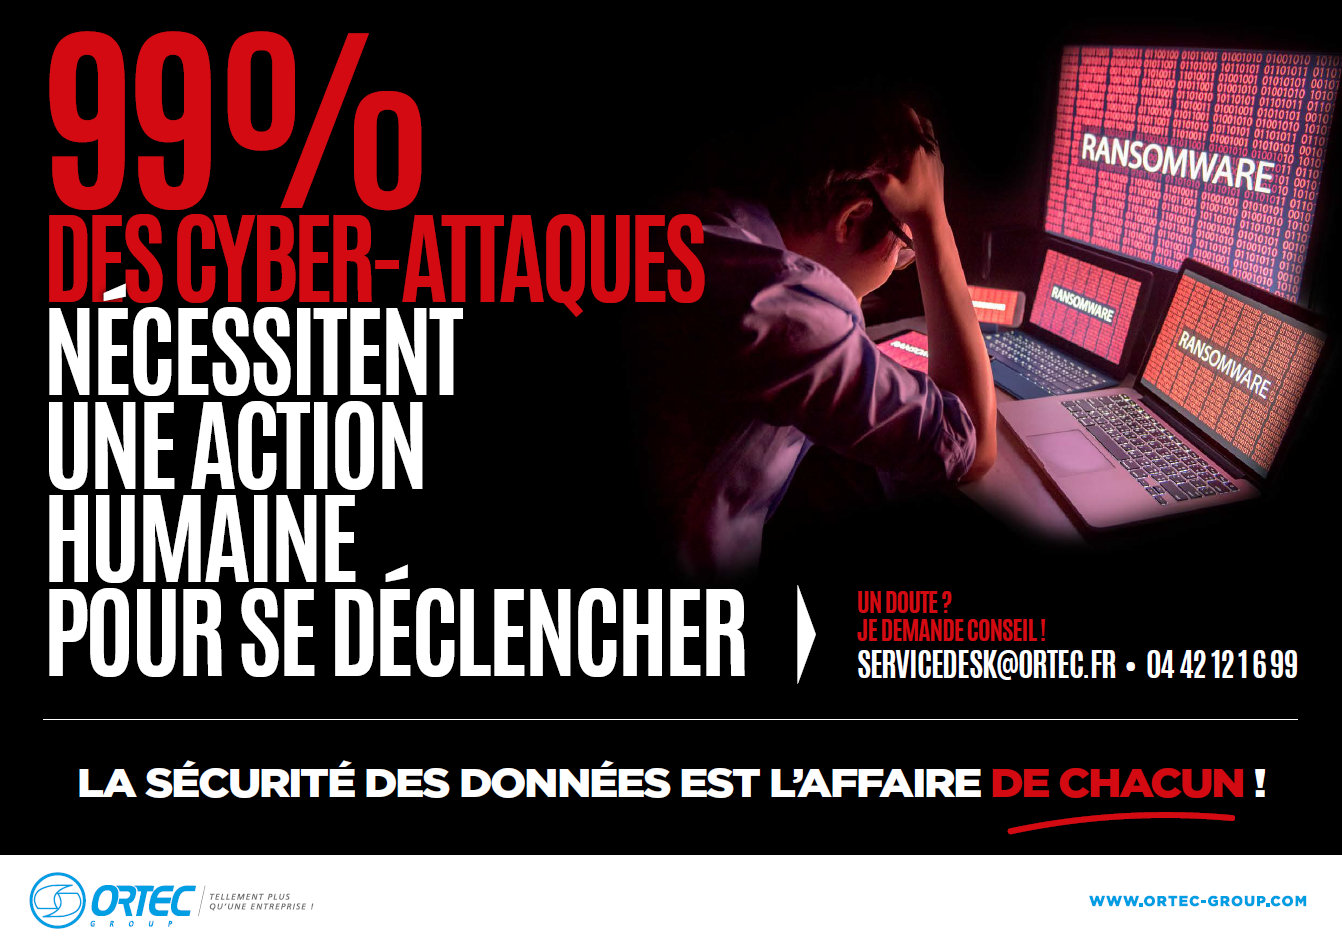 99%
DES CYBER-ATTAQUES
NÉCESSITENT
UNE ACTION
HUMAINE
POUR SE DÉCLENCHER
RANSOMWARE
RANSOMWARE
RANSOMWARE
UN DOUTE ?
JE DEMANDE CONSEIL !
SERVICEDESK@ORTEC.FR • 04 42 12 1 6 99
LA SÉCURITÉ DES DONNÉES EST L’AFFAIRE DE CHACUN !
ORTEC
GROUP
TELLEMENT PLUS
QU’UNE ENTREPRISE !
WWW.ORTEC-GROUP.COM